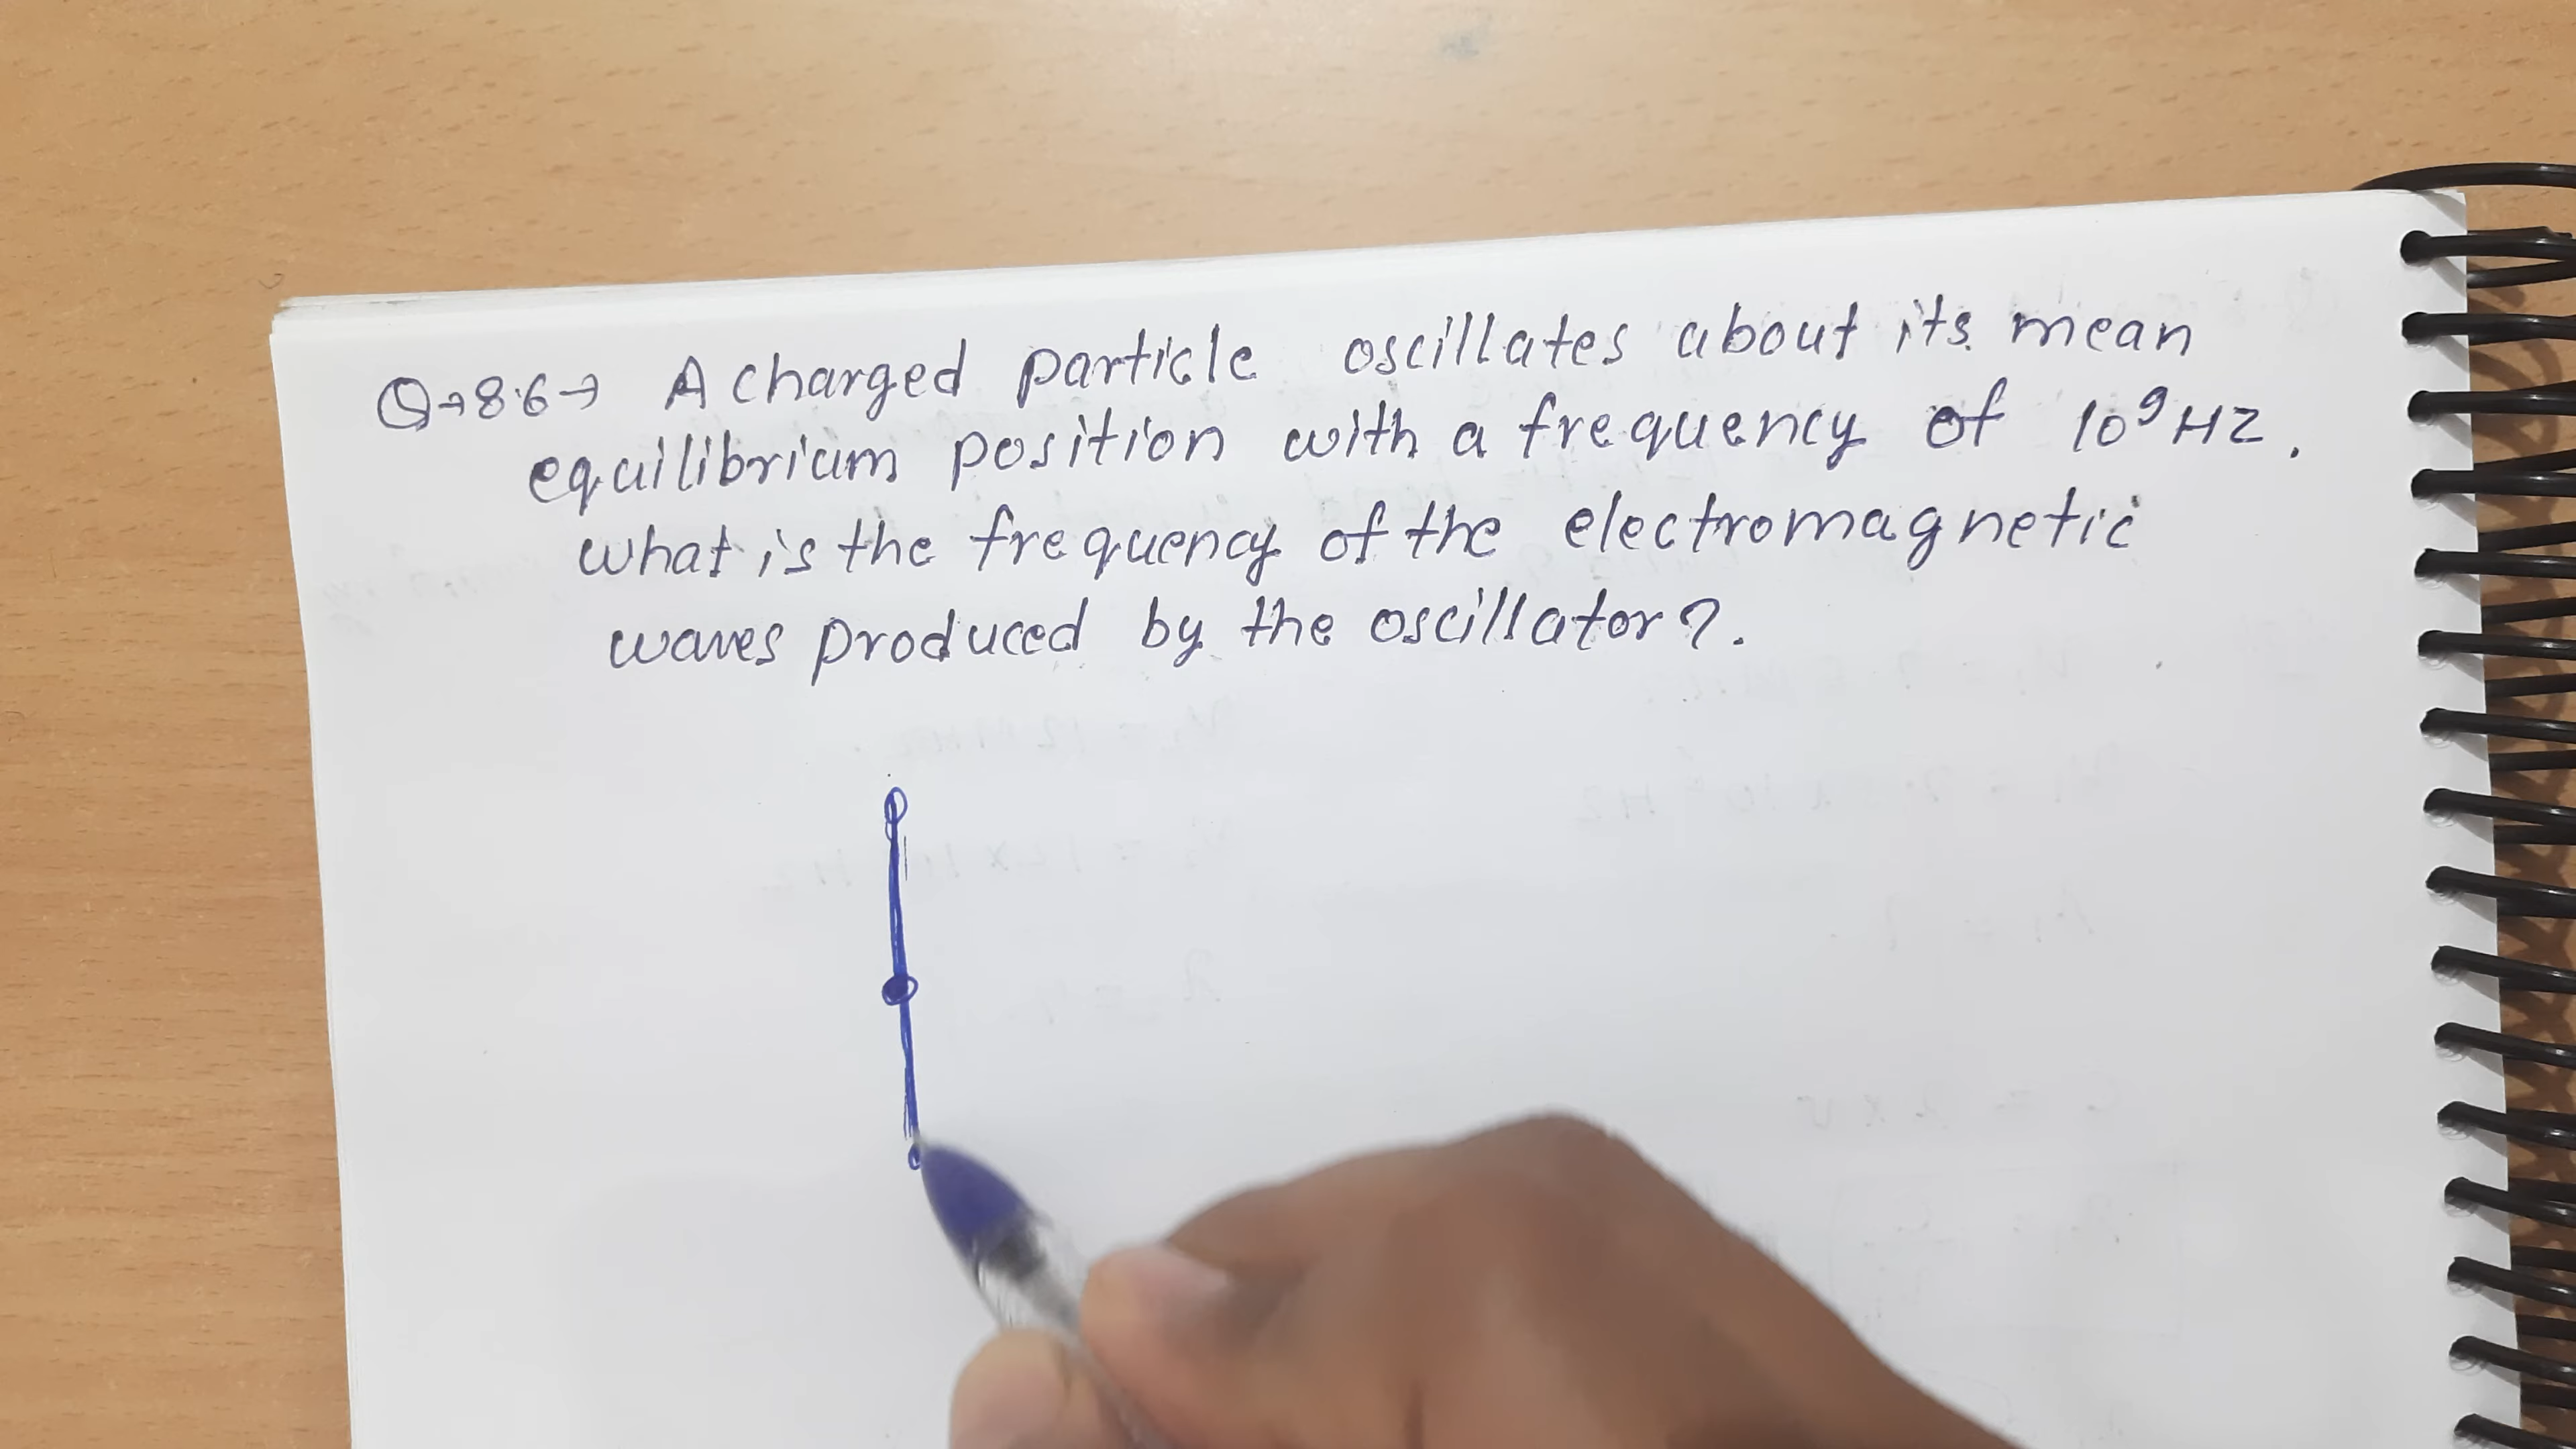 Q→8.6→ A charged particle oscillates about its mean
equilibrium position with a frequency of 10⁹ HZ.
what is the frequency of the electromagnetic
waves produced by the oscillator?.